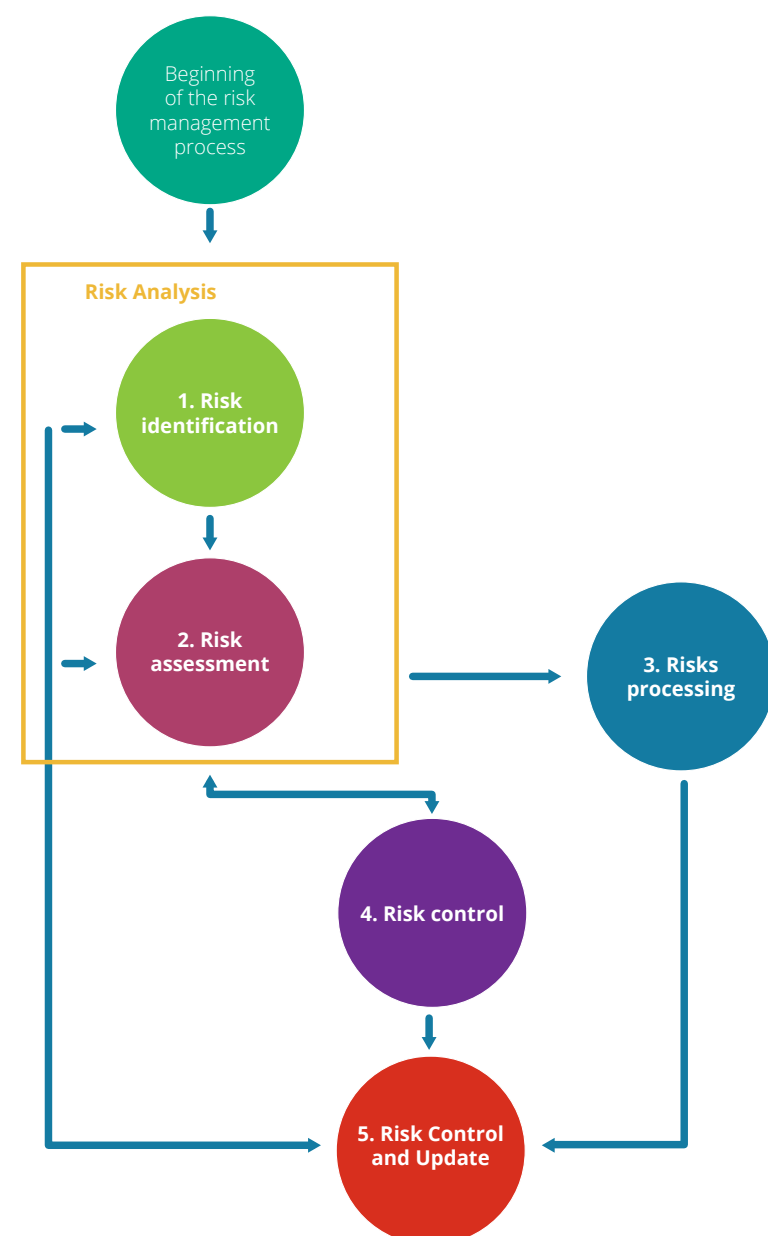 Beginning
of the risk
management
process
Risk Analysis
1. Risk
identification
2. Risk
assessment
3. Risks
processing
4. Risk control
5. Risk Control
and Update